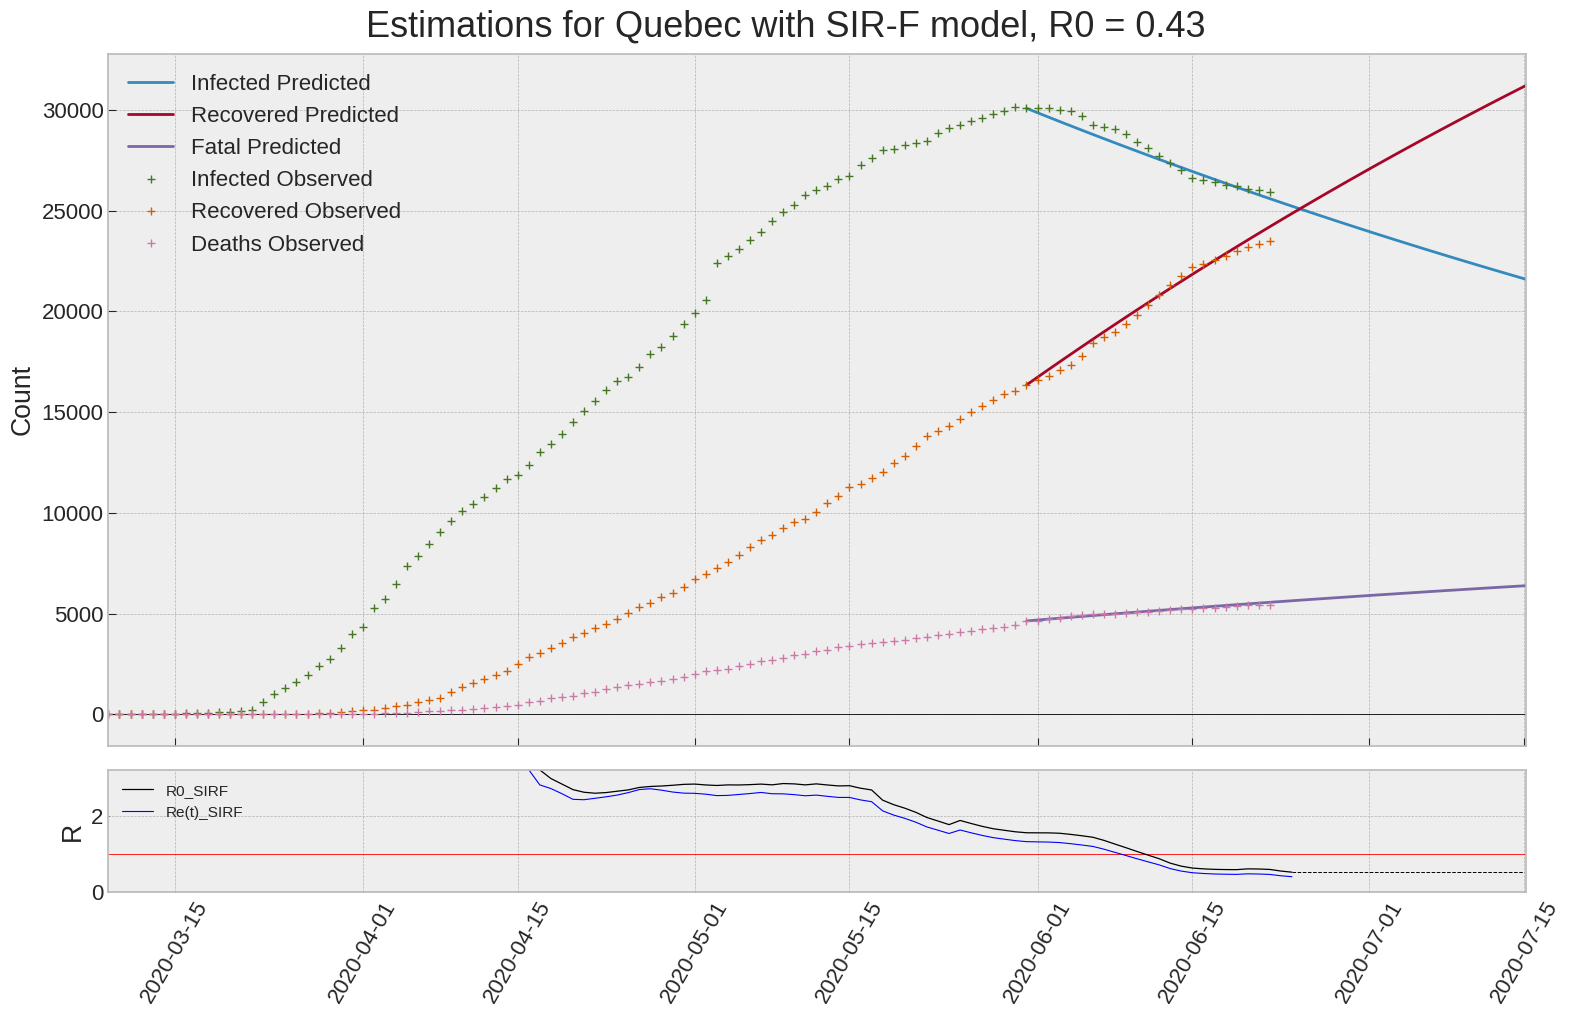 Estimations for Quebec with SIR-F model, R0 = 0.43
Infected Predicted
Recovered Predicted
Fatal Predicted
Infected Observed
Recovered Observed
Deaths Observed
30000
25000
20000
15000
10000
5000
0
Count
R0_SIRF
Re(t)_SIRF
2
0
R
2020-03-15
2020-04-01
2020-04-15
2020-05-01
2020-05-15
2020-06-01
2020-06-15
2020-07-01
2020-07-15